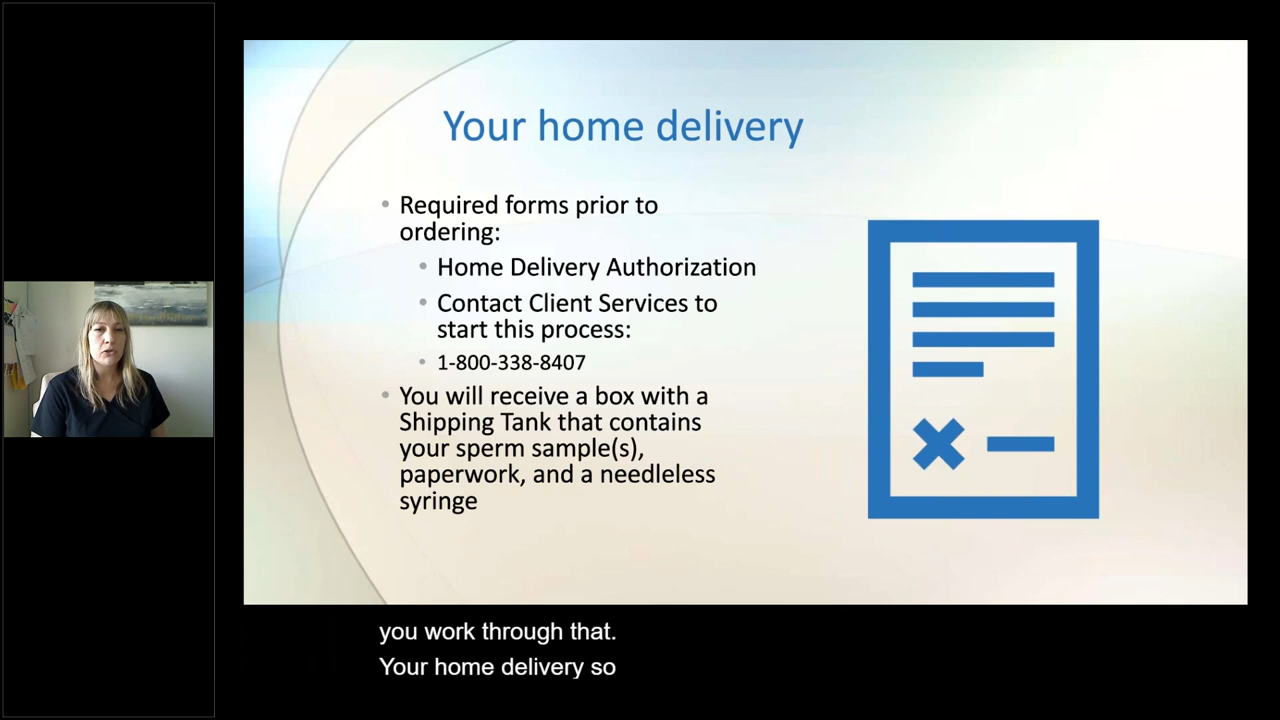 Your home delivery
• Required forms prior to
ordering:
• Home Delivery Authorization
• Contact Client Services to
start this process:
• 1-800-338-8407
• You will receive a box with a
Shipping Tank that contains
your sperm sample(s),
paperwork, and a needleless
syringe
you work through that.
Your home delivery so